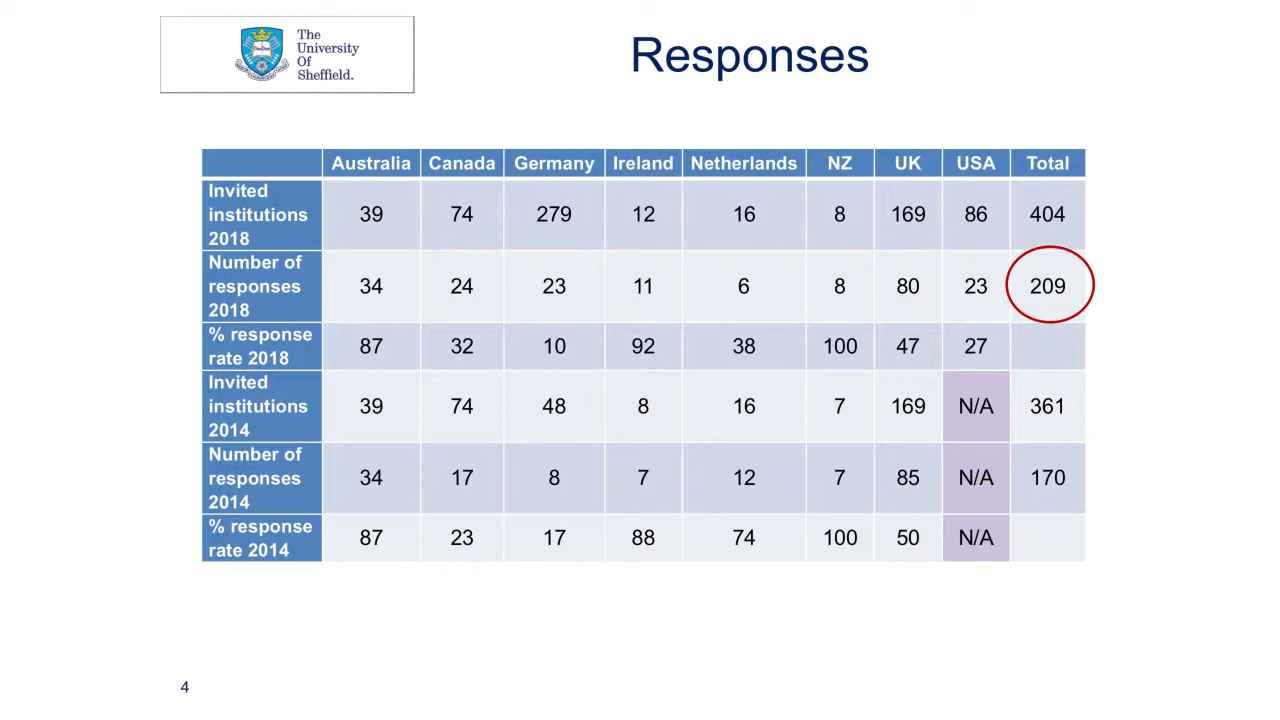 The
University
Of
Sheffield.
Responses
Australia Canada Germany Ireland Netherlands NZ UK USA Total
Invited institutions 2018 39 74 279 12 16 8 169 86 404
Number of responses 2018 34 24 23 11 6 8 80 23 209
% response rate 2018 87 32 10 92 38 100 47 27
Invited institutions 2014 39 74 48 8 16 7 169 N/A 361
Number of responses 2014 34 17 8 7 12 7 85 N/A 170
% response rate 2014 87 23 17 88 74 100 50 N/A
4